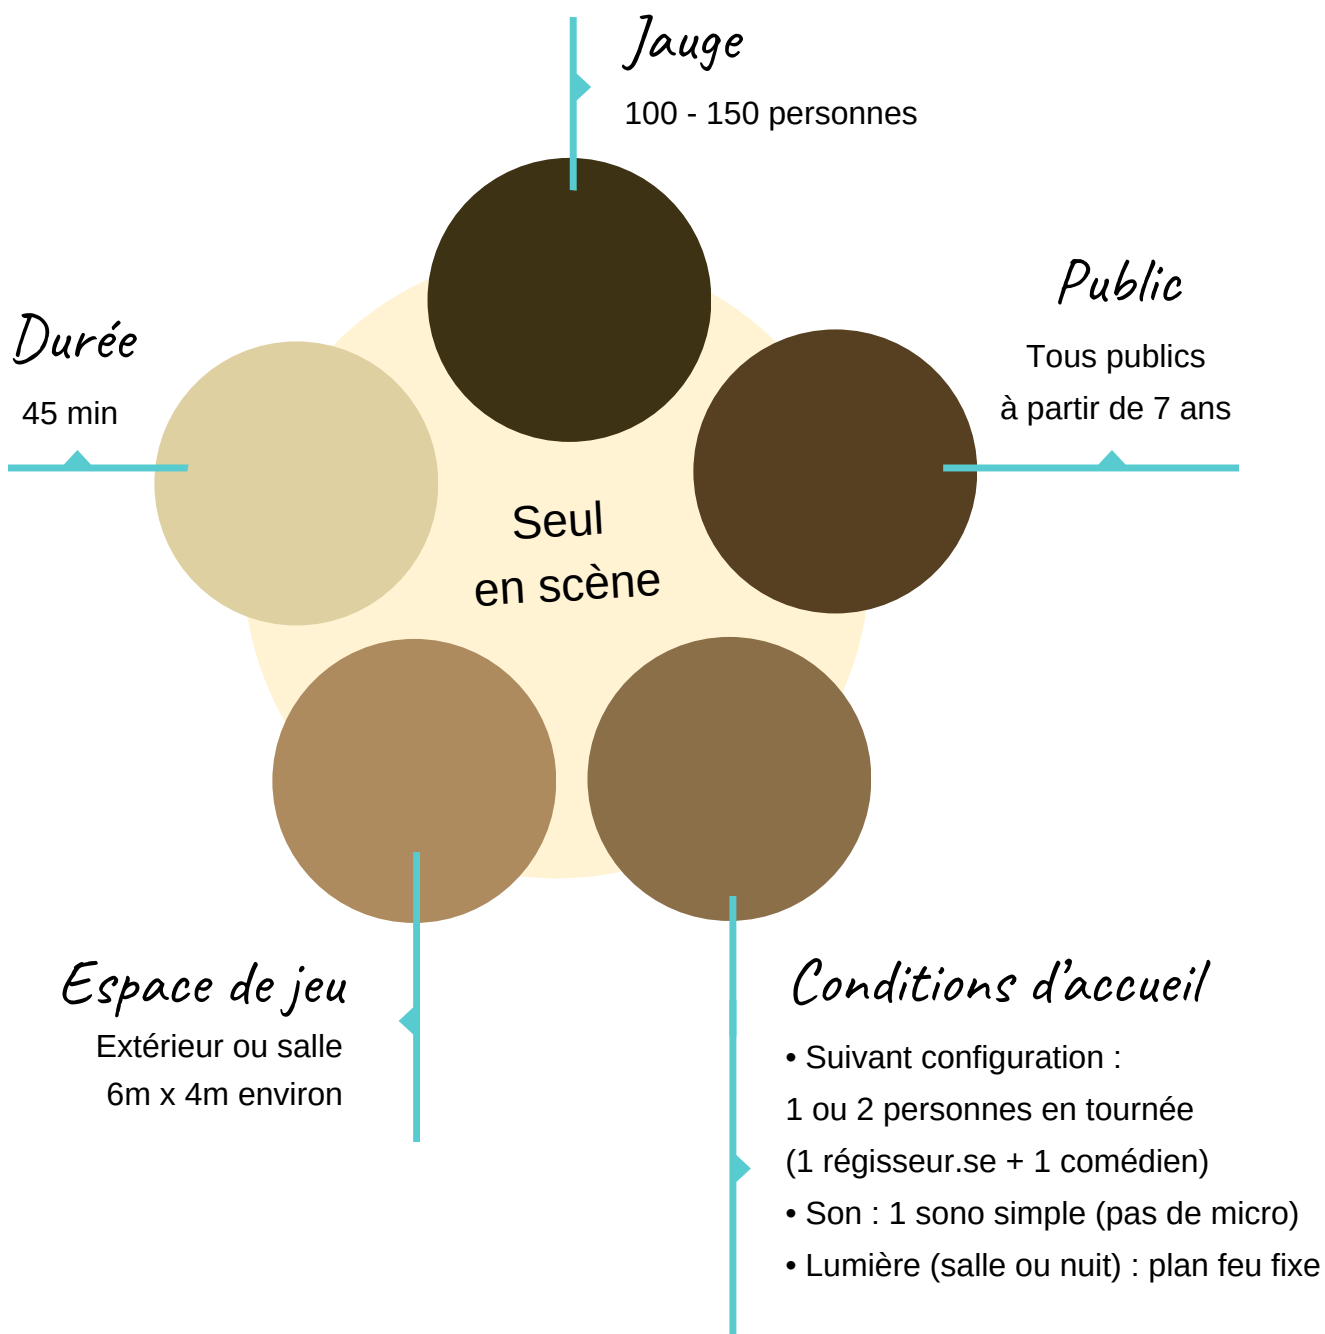 Jauge
100 - 150 personnes
Public
Tous publics
à partir de 7 ans
Durée
45 min
Seul
en scène
Espace de jeu
Extérieur ou salle
6m x 4m environ
Conditions d’accueil
• Suivant configuration :
1 ou 2 personnes en tournée
(1 régisseur.se + 1 comédien)
• Son : 1 sono simple (pas de micro)
• Lumière (salle ou nuit) : plan feu fixe